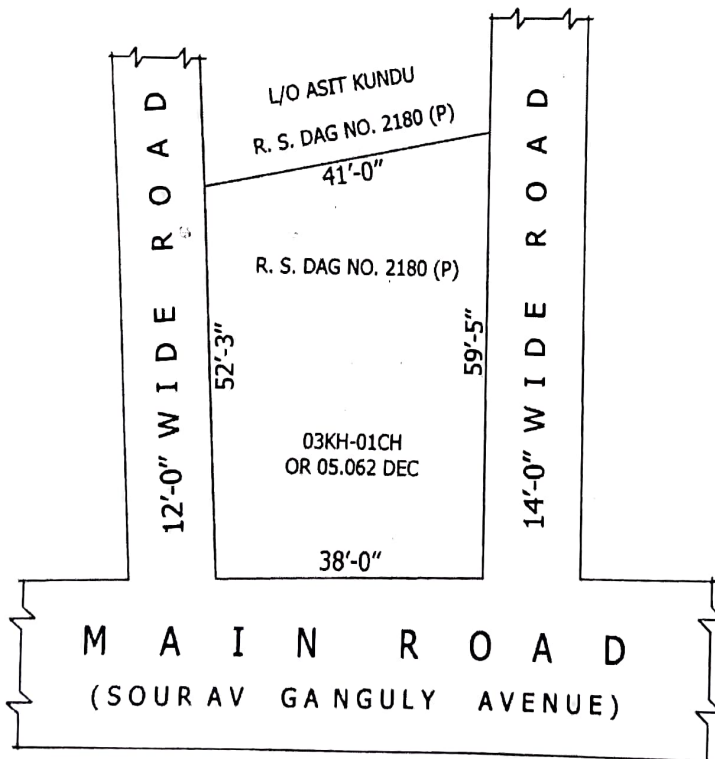 L/O ASIT KUNDU
R. S. DAG NO. 2180 (P)
41'-0"
R. S. DAG NO. 2180 (P)
12'-0" WIDE ROAD
52'-3"
59'-5"
14'-0" WIDE ROAD
03KH-01CH
OR 05.062 DEC
38'-0"
MAIN ROAD
(SOURAV GANGULY AVENUE)